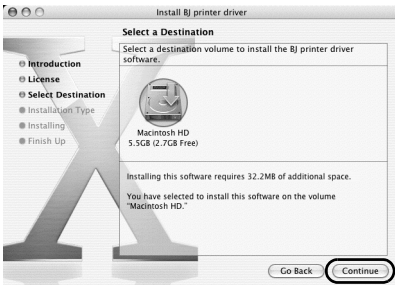 Install BJ printer driver
Select a Destination
Introduction
License
Select Destination
Installation Type
Installing
Finish Up
Select a destination volume to install the BJ printer driver
software.
Macintosh HD
5.5GB (2.7GB Free)
Installing this software requires 32.2MB of additional space.
You have selected to install this software on the volume
"Macintosh HD."
Go Back
Continue